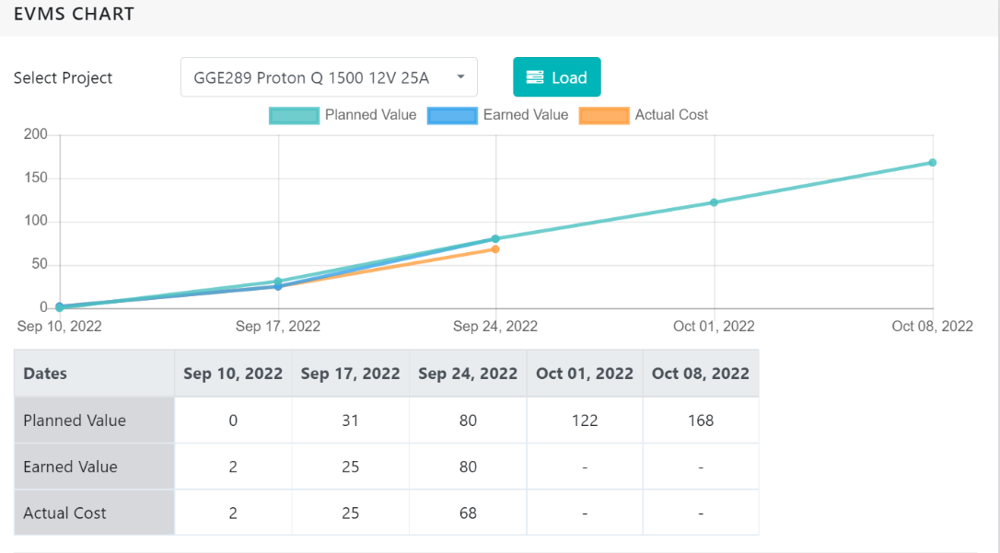 EVMS CHART
Select Project GGE289 Proton Q 1500 12V 25A Load
Planned Value Earned Value Actual Cost
200
150
100
50
0
Sep 10, 2022 Sep 17, 2022 Sep 24, 2022 Oct 01, 2022 Oct 08, 2022
Dates Sep 10, 2022 Sep 17, 2022 Sep 24, 2022 Oct 01, 2022 Oct 08, 2022
Planned Value 0 31 80 122 168
Earned Value 2 25 80 - -
Actual Cost 2 25 68 - -